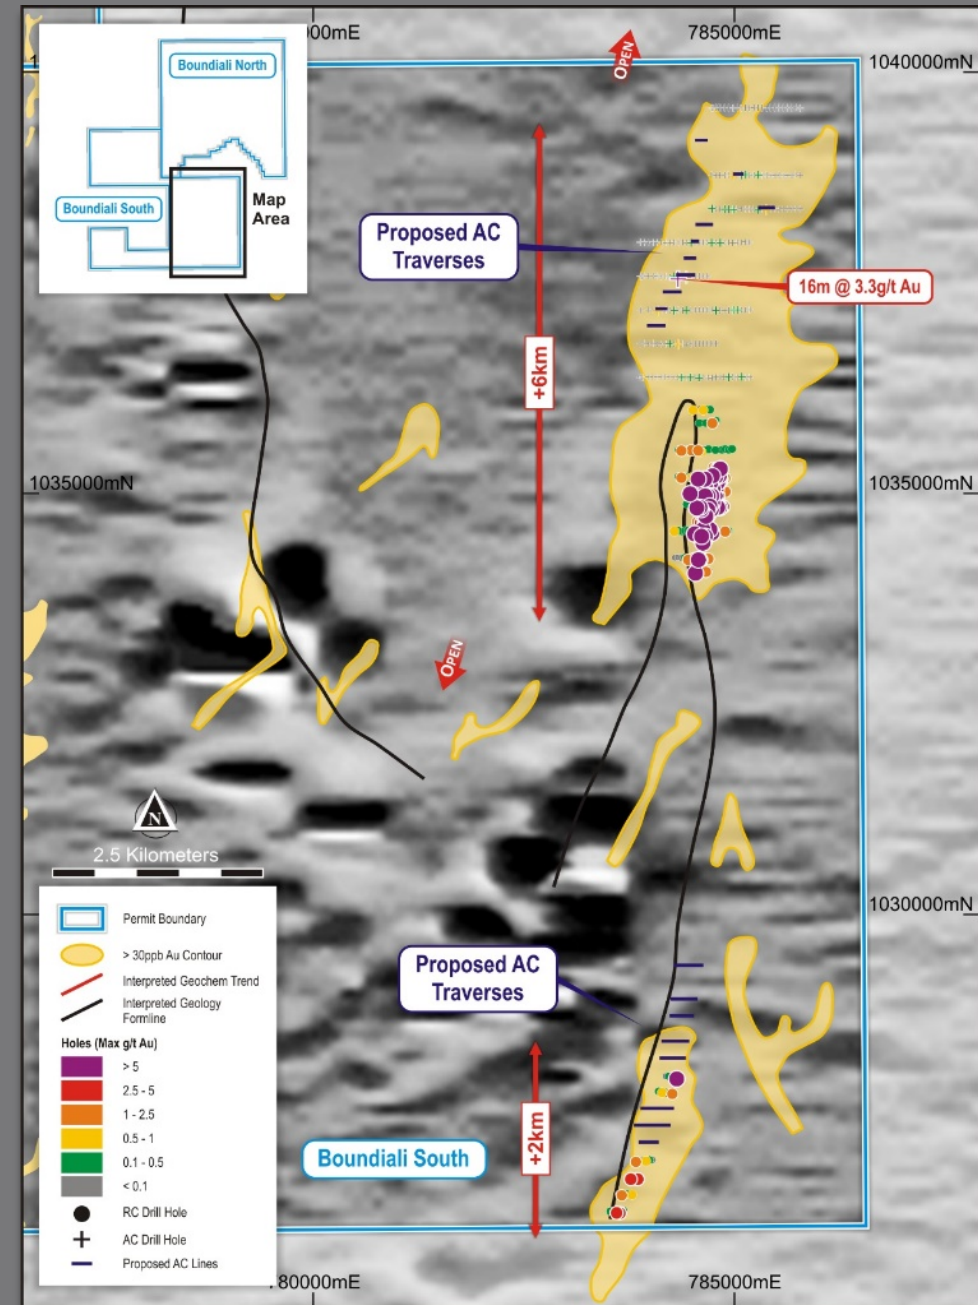 000mE
785000mE
1040000mN
OPEN
Boundiali North
Boundiali South
Map
Area
Proposed AC
Traverses
16m @ 3.3g/t Au
+6km
1035000mN
1035000mN
OPEN
N
2.5 Kilometers
1030000mN
Permit Boundary
> 30ppb Au Contour
Interpreted Geochem Trend
Interpreted Geology
Formline
Holes (Max g/t Au)
> 5
2.5 - 5
1 - 2.5
0.5 - 1
0.1 - 0.5
< 0.1
RC Drill Hole
AC Drill Hole
Proposed AC Lines
Proposed AC
Traverses
+2km
Boundiali South
780000mE
785000mE